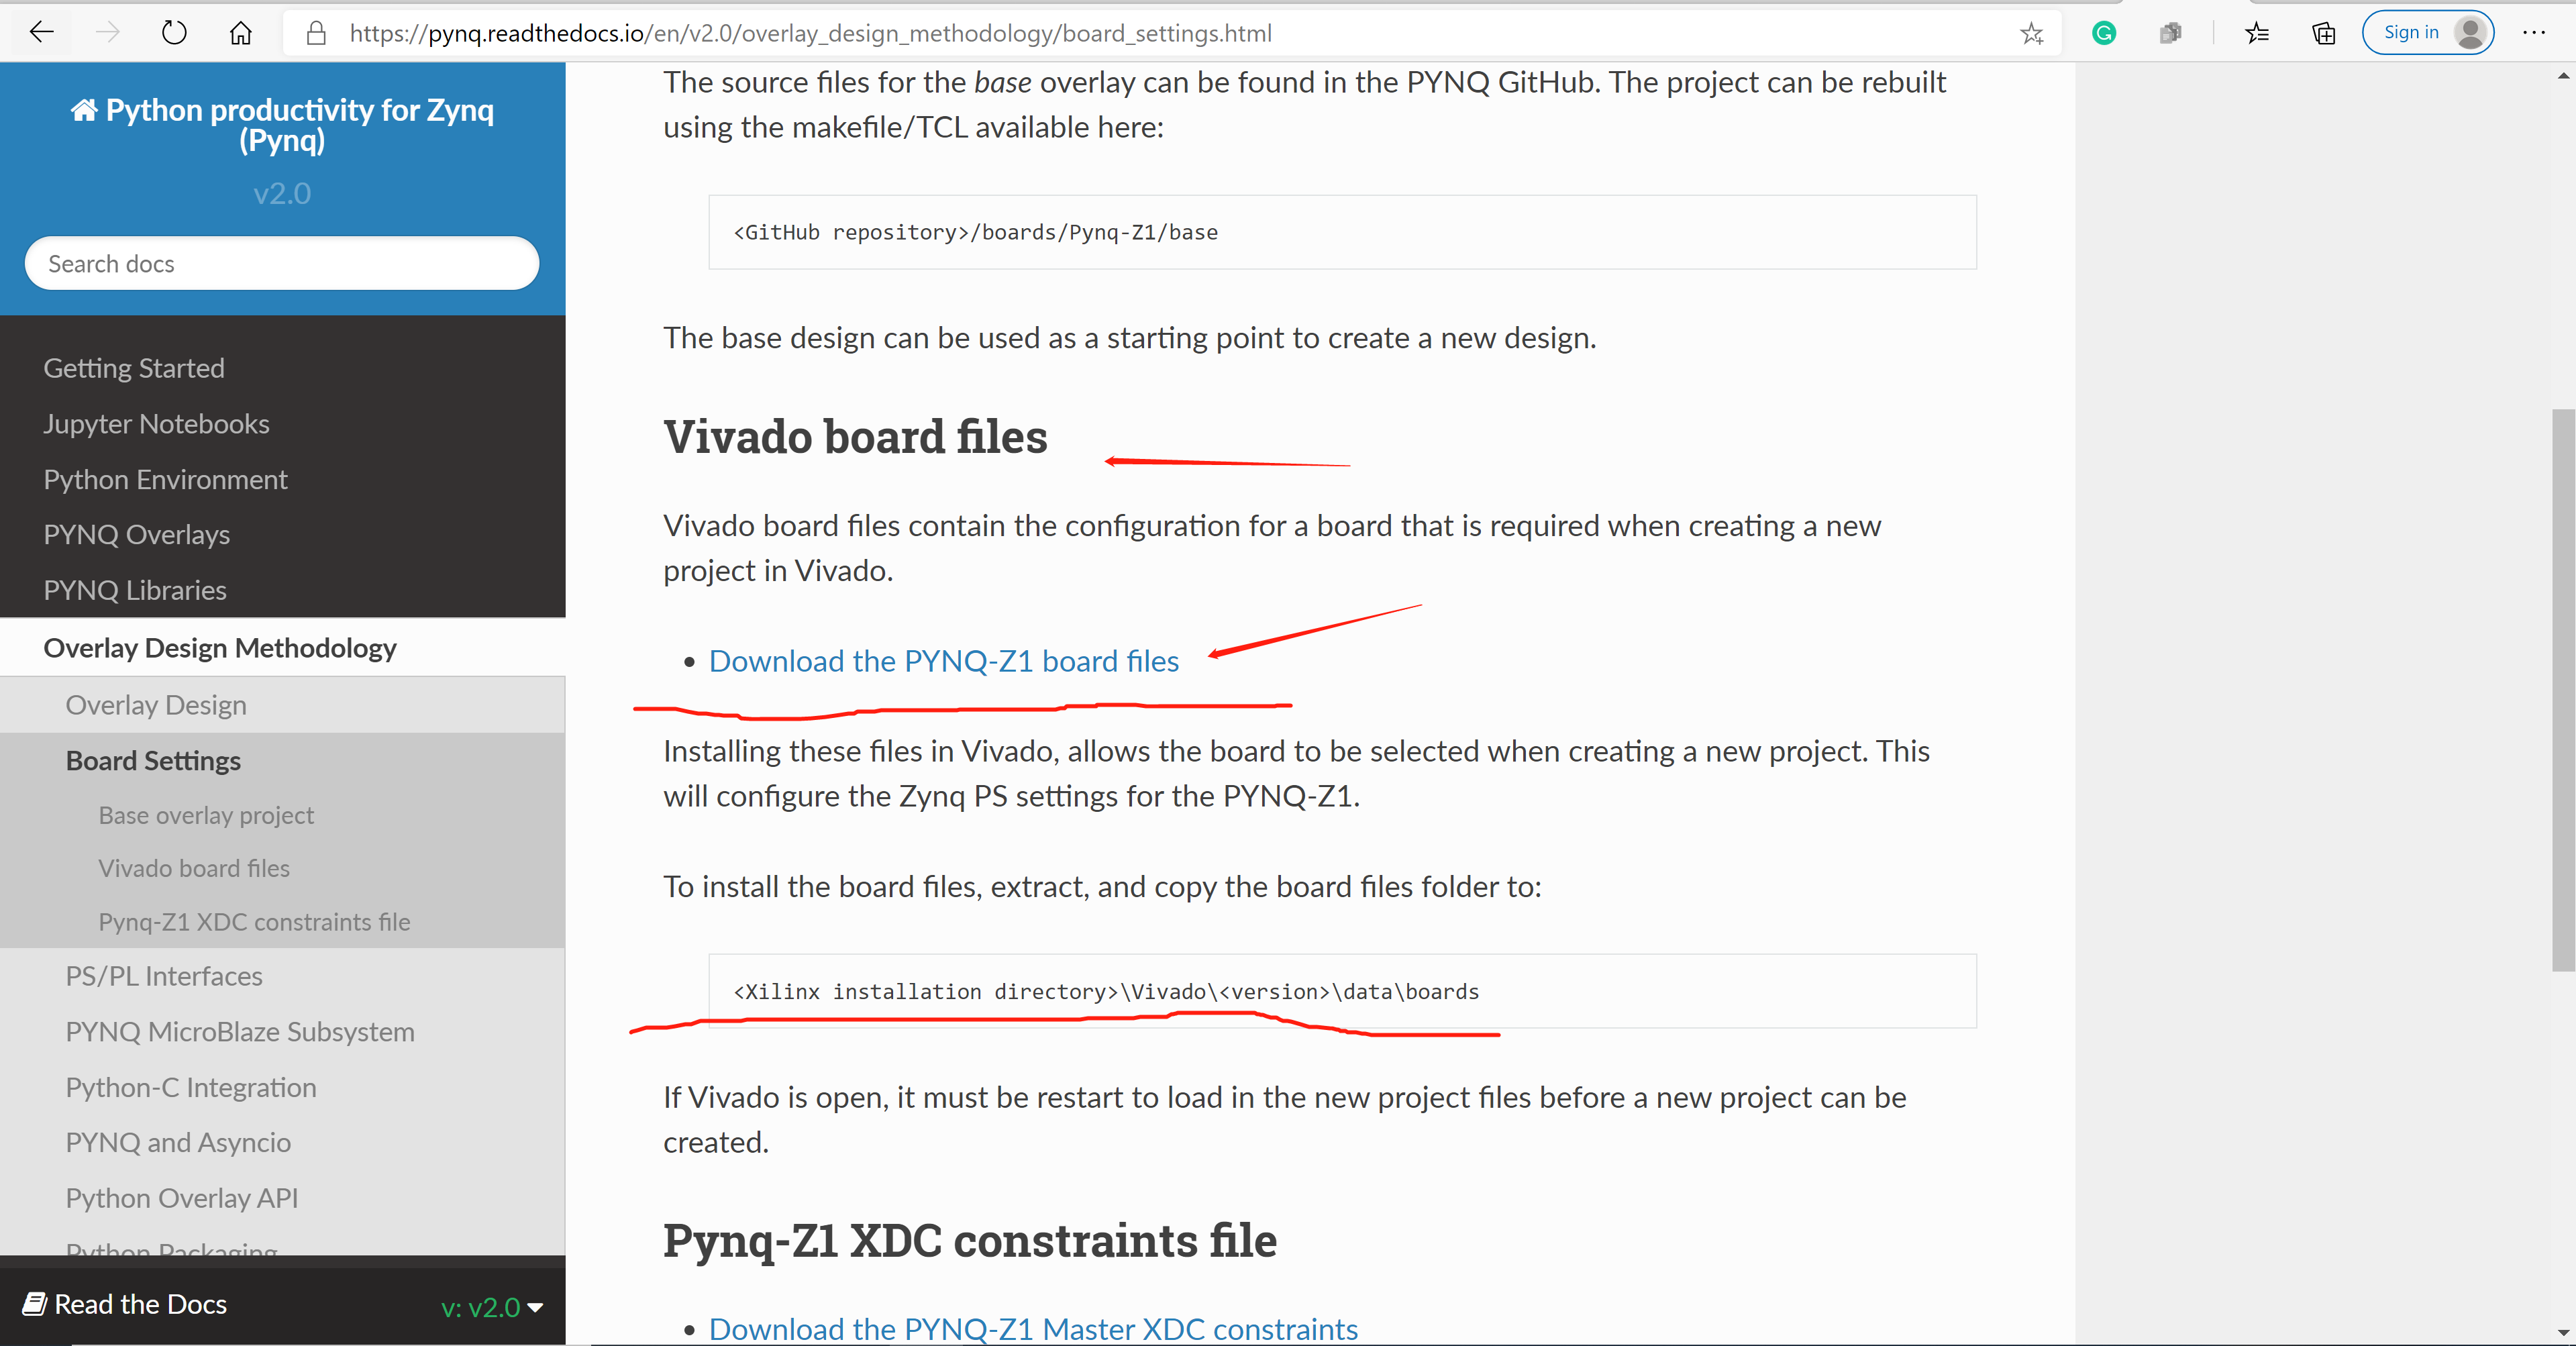 https://pynq.readthedocs.io/en/v2.0/overlay_design_methodology/board_settings.html
Sign in
Python productivity for Zynq
(Pynq)
v2.0
Search docs
Getting Started
Jupyter Notebooks
Python Environment
PYNQ Overlays
PYNQ Libraries
Overlay Design Methodology
Overlay Design
Board Settings
Base overlay project
Vivado board files
Pynq-Z1 XDC constraints file
PS/PL Interfaces
PYNQ MicroBlaze Subsystem
Python-C Integration
PYNQ and Asyncio
Python Overlay API
Python Packaging
Read the Docs
v: v2.0
The source files for the base overlay can be found in the PYNQ GitHub. The project can be rebuilt
using the makefile/TCL available here:
<GitHub repository>/boards/Pynq-Z1/base
The base design can be used as a starting point to create a new design.
Vivado board files
Vivado board files contain the configuration for a board that is required when creating a new
project in Vivado.
• Download the PYNQ-Z1 board files
Installing these files in Vivado, allows the board to be selected when creating a new project. This
will configure the Zynq PS settings for the PYNQ-Z1.
To install the board files, extract, and copy the board files folder to:
<Xilinx installation directory>\Vivado\<version>\data\boards
If Vivado is open, it must be restart to load in the new project files before a new project can be
created.
Pynq-Z1 XDC constraints file
• Download the PYNQ-Z1 Master XDC constraints